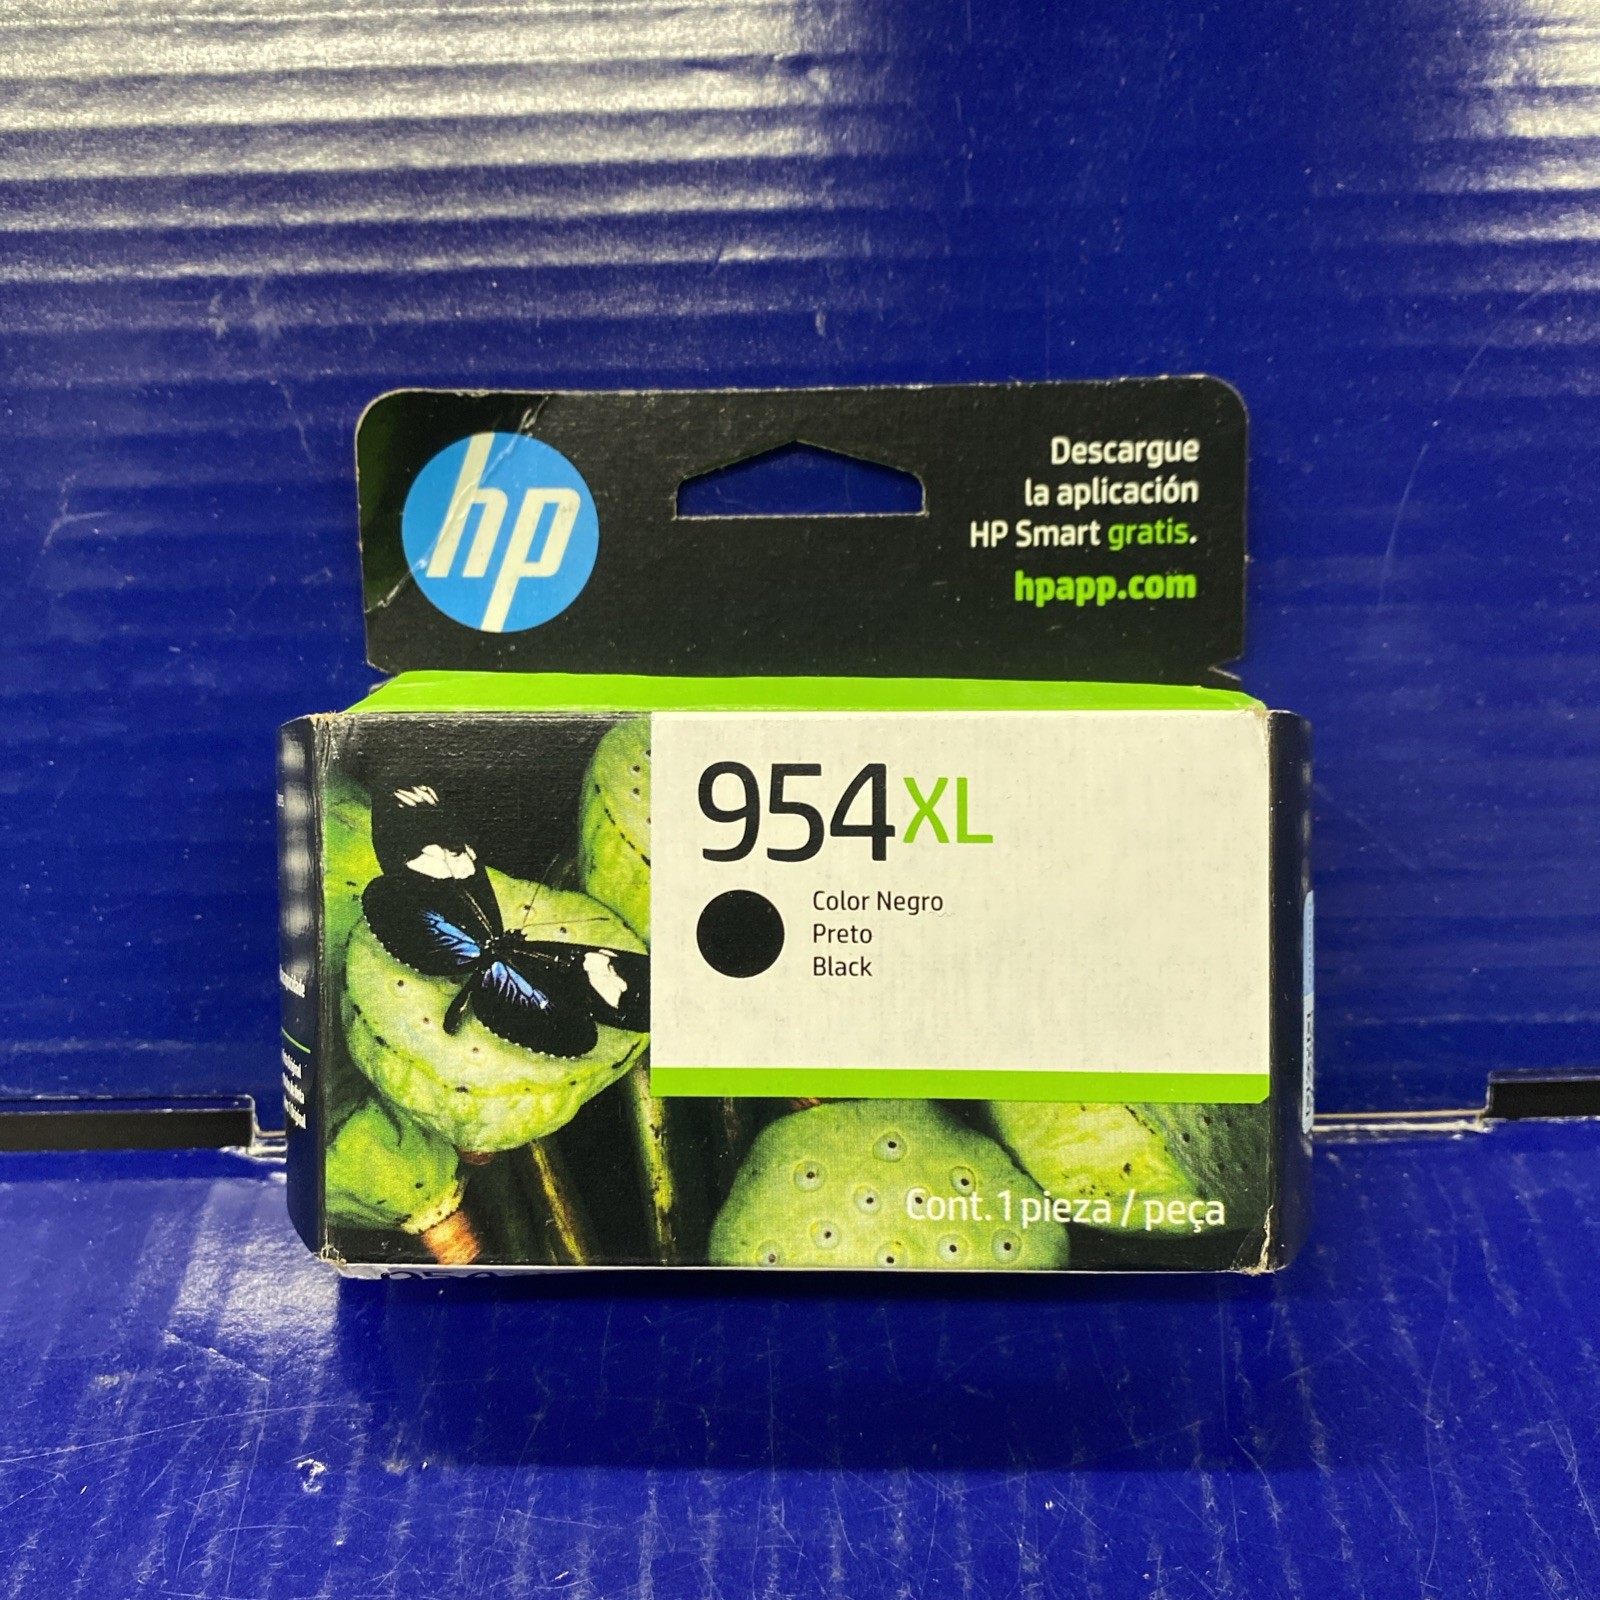 hp
Descargue
la aplicación
HP Smart gratis.
hpapp.com
954XL
Color Negro
Preto
Black
Cont. 1 pieza / peça